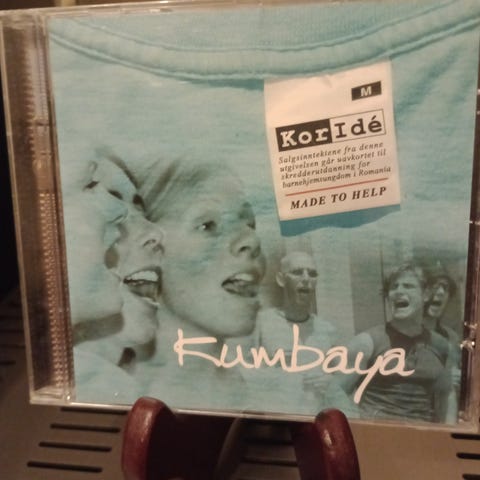 M
KorIdé
Salgsinntektene fra denne
utgivelsen går uavkortet til
skredderutdanning for
barnehjemsungdom i Romania
MADE TO HELP
Kumbaya